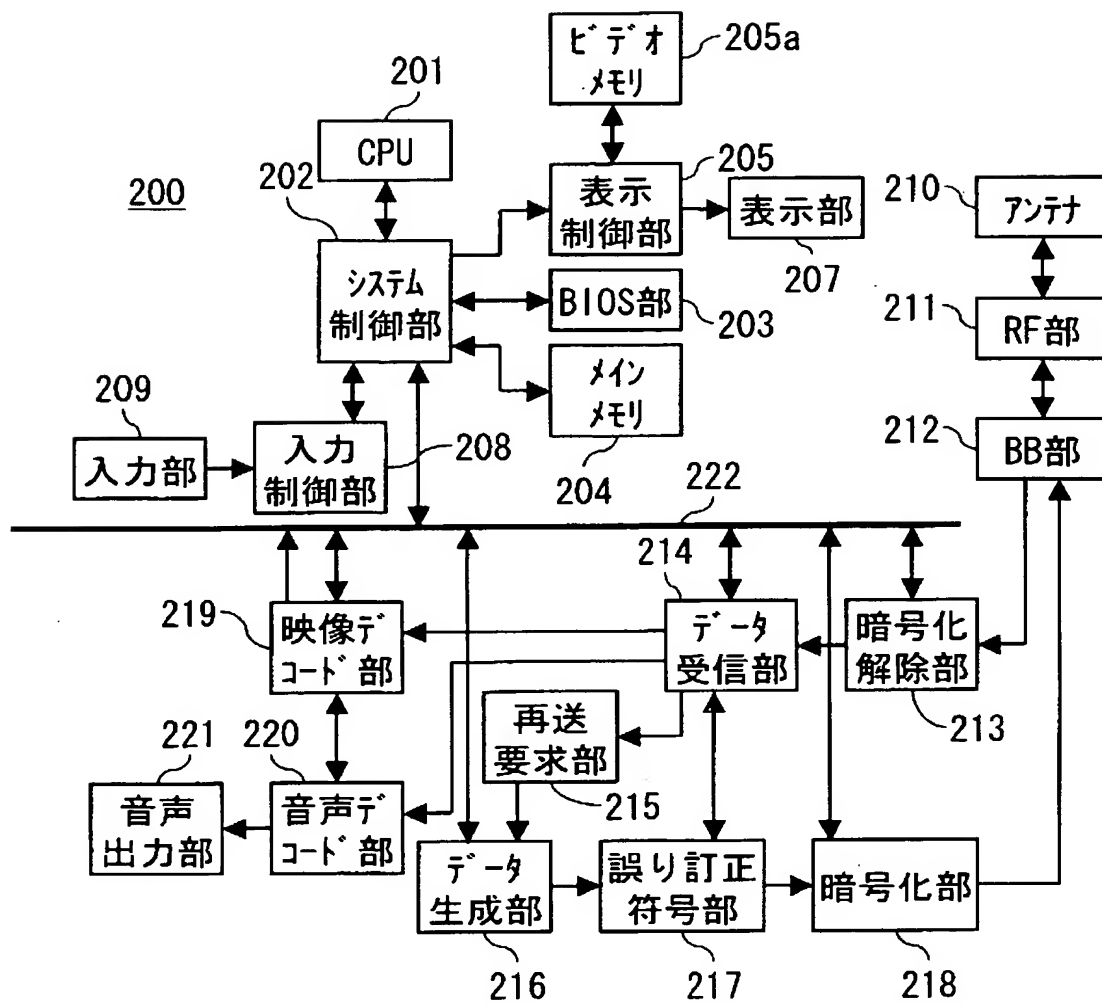 ビデオ
メモリ
205a
201
CPU
202
200
表示
制御部
205
表示部
207
210
アンテナ
システム
制御部
BIOS部
203
211
RF部
メイン
メモリ
204
209
入力部
入力
制御部
208
212
BB部
222
214
219
映像デ
コード部
データ
受信部
暗号化
解除部
213
再送
要求部
215
221
220
音声
出力部
音声デ
コード部
データ
生成部
216
誤り訂正
符号部
217
暗号化部
218